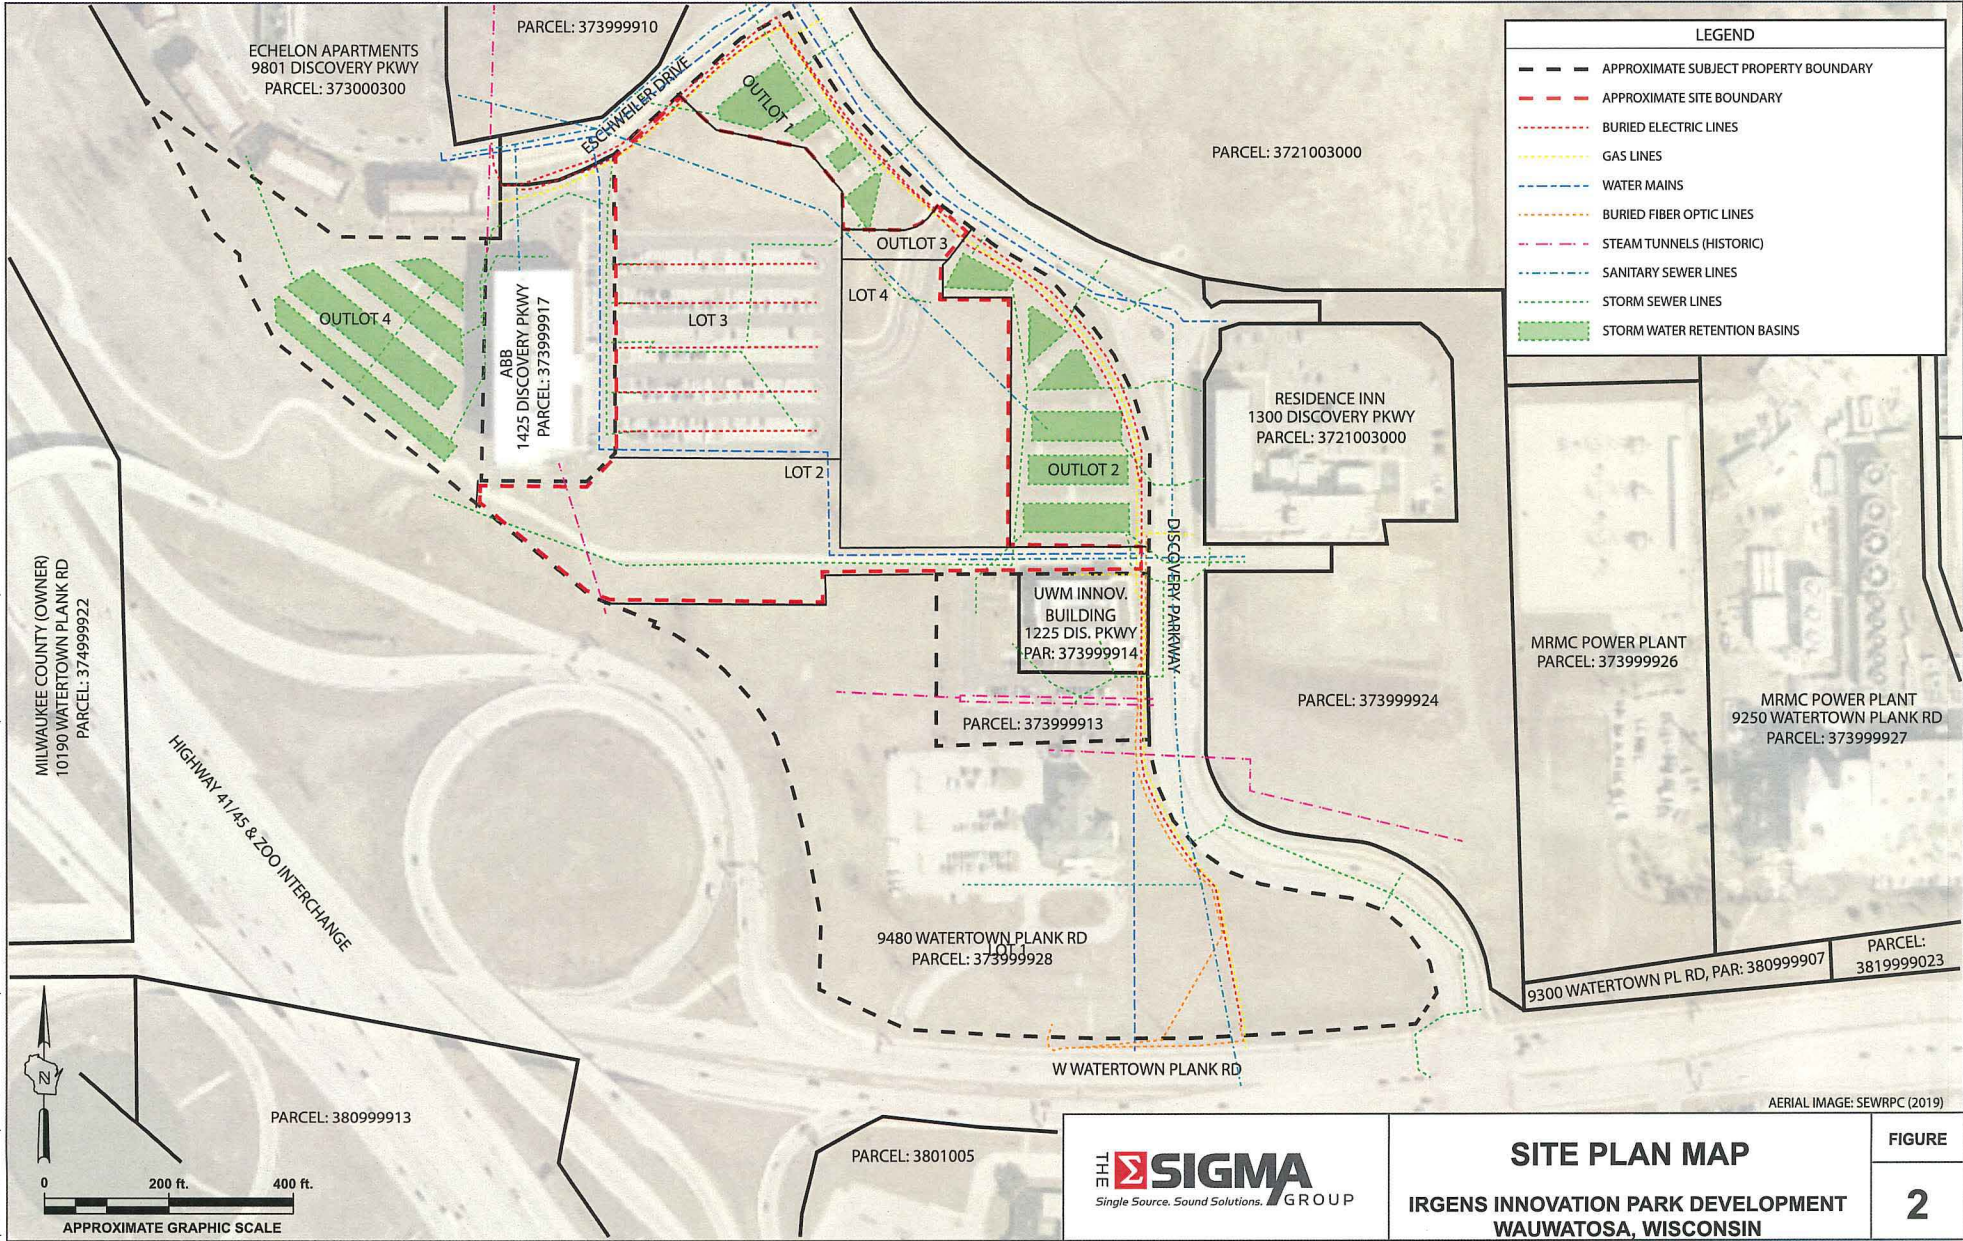 PARCEL: 373999910
ECHELON APARTMENTS
9801 DISCOVERY PKWY
PARCEL: 373000300
ESCHWEILER DRIVE
OUTLOT 1
PARCEL: 3721003000
LEGEND
APPROXIMATE SUBJECT PROPERTY BOUNDARY
APPROXIMATE SITE BOUNDARY
BURIED ELECTRIC LINES
GAS LINES
WATER MAINS
BURIED FIBER OPTIC LINES
STEAM TUNNELS (HISTORIC)
SANITARY SEWER LINES
STORM SEWER LINES
STORM WATER RETENTION BASINS
OUTLOT 3
LOT 4
OUTLOT 4
ABB
1425 DISCOVERY PKWY
PARCEL: 373999917
LOT 3
LOT 2
OUTLOT 2
RESIDENCE INN
1300 DISCOVERY PKWY
PARCEL: 3721003000
DISCOVERY PARKWAY
MILWAUKEE COUNTY (OWNER)
10190 WATERTOWN PLANK RD
PARCEL: 374999922
UWM INNOV.
BUILDING
1225 DIS. PKWY
PAR: 373999914
PARCEL: 373999913
PARCEL: 373999924
MRMC POWER PLANT
PARCEL: 373999926
MRMC POWER PLANT
9250 WATERTOWN PLANK RD
PARCEL: 373999927
HIGHWAY 41/45 & ZOO INTERCHANGE
9480 WATERTOWN PLANK RD
LOT 1
PARCEL: 373999928
9300 WATERTOWN PL RD, PAR: 380999907
PARCEL:
3819999023
W WATERTOWN PLANK RD
N
PARCEL: 380999913
PARCEL: 3801005
0 200 ft. 400 ft.
APPROXIMATE GRAPHIC SCALE
AERIAL IMAGE: SEWRPC (2019)
THE Σ SIGMA GROUP
Single Source. Sound Solutions.
SITE PLAN MAP
IRGENS INNOVATION PARK DEVELOPMENT
WAUWATOSA, WISCONSIN
FIGURE
2